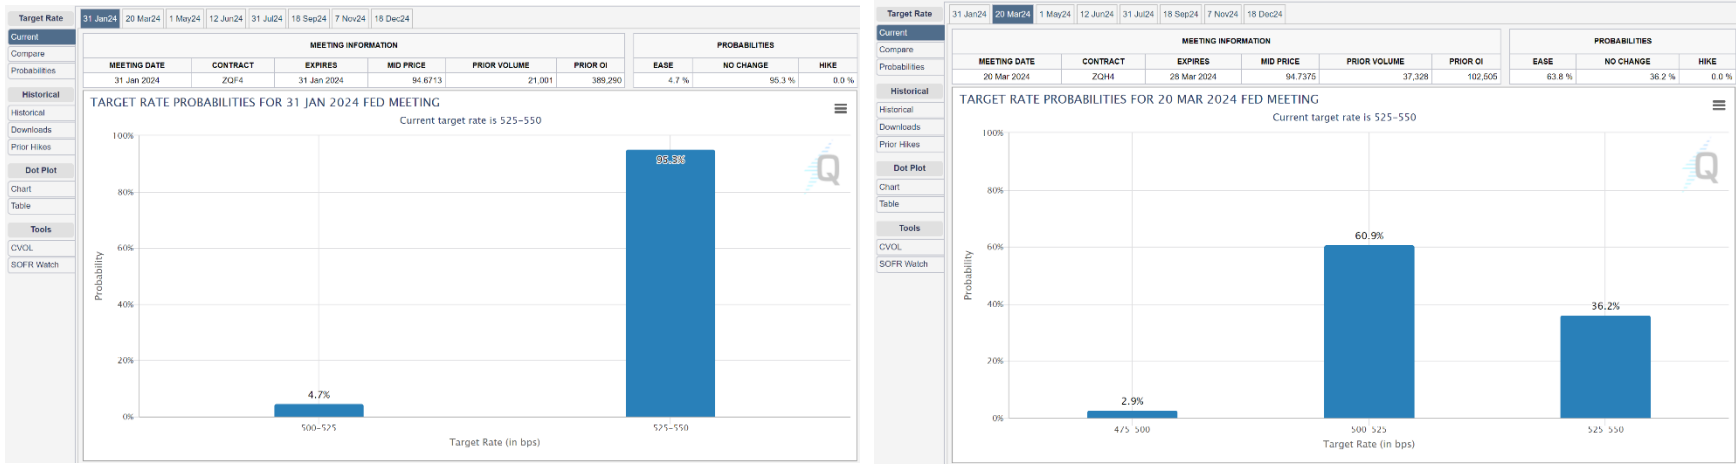 Target Rate
31 Jan24 20 Mar24 1 May24 12 Jun24 31 Jul24 18 Sep24 7 Nov24 18 Dec24
Current
Compare
Probabilities
Historical
Historical
Downloads
Prior Hikes
Dot Plot
Chart
Table
Tools
CVOL
SOFR Watch
MEETING INFORMATION
MEETING DATE CONTRACT EXPIRES MID PRICE PRIOR VOLUME PRIOR OI
31 Jan 2024 ZQF4 31 Jan 2024 94.6713 21,001 389,290
PROBABILITIES
EASE NO CHANGE HIKE
4.7 % 95.3 % 0.0 %
TARGET RATE PROBABILITIES FOR 31 JAN 2024 FED MEETING
Current target rate is 525-550
Probability
100%
80%
60%
40%
20%
0%
4.7%
95.3%
500-525 525-550
Target Rate (in bps)
Q
Target Rate
31 Jan24 20 Mar24 1 May24 12 Jun24 31 Jul24 18 Sep24 7 Nov24 18 Dec24
Current
Compare
Probabilities
Historical
Historical
Downloads
Prior Hikes
Dot Plot
Chart
Table
Tools
CVOL
SOFR Watch
MEETING INFORMATION
MEETING DATE CONTRACT EXPIRES MID PRICE PRIOR VOLUME PRIOR OI
20 Mar 2024 ZQH4 28 Mar 2024 94.7375 37,328 102,505
PROBABILITIES
EASE NO CHANGE HIKE
63.8 % 36.2 % 0.0 %
TARGET RATE PROBABILITIES FOR 20 MAR 2024 FED MEETING
Current target rate is 525-550
Probability
100%
80%
60%
40%
20%
0%
2.9%
60.9%
36.2%
475-500 500-525 525-550
Target Rate (in bps)
Q